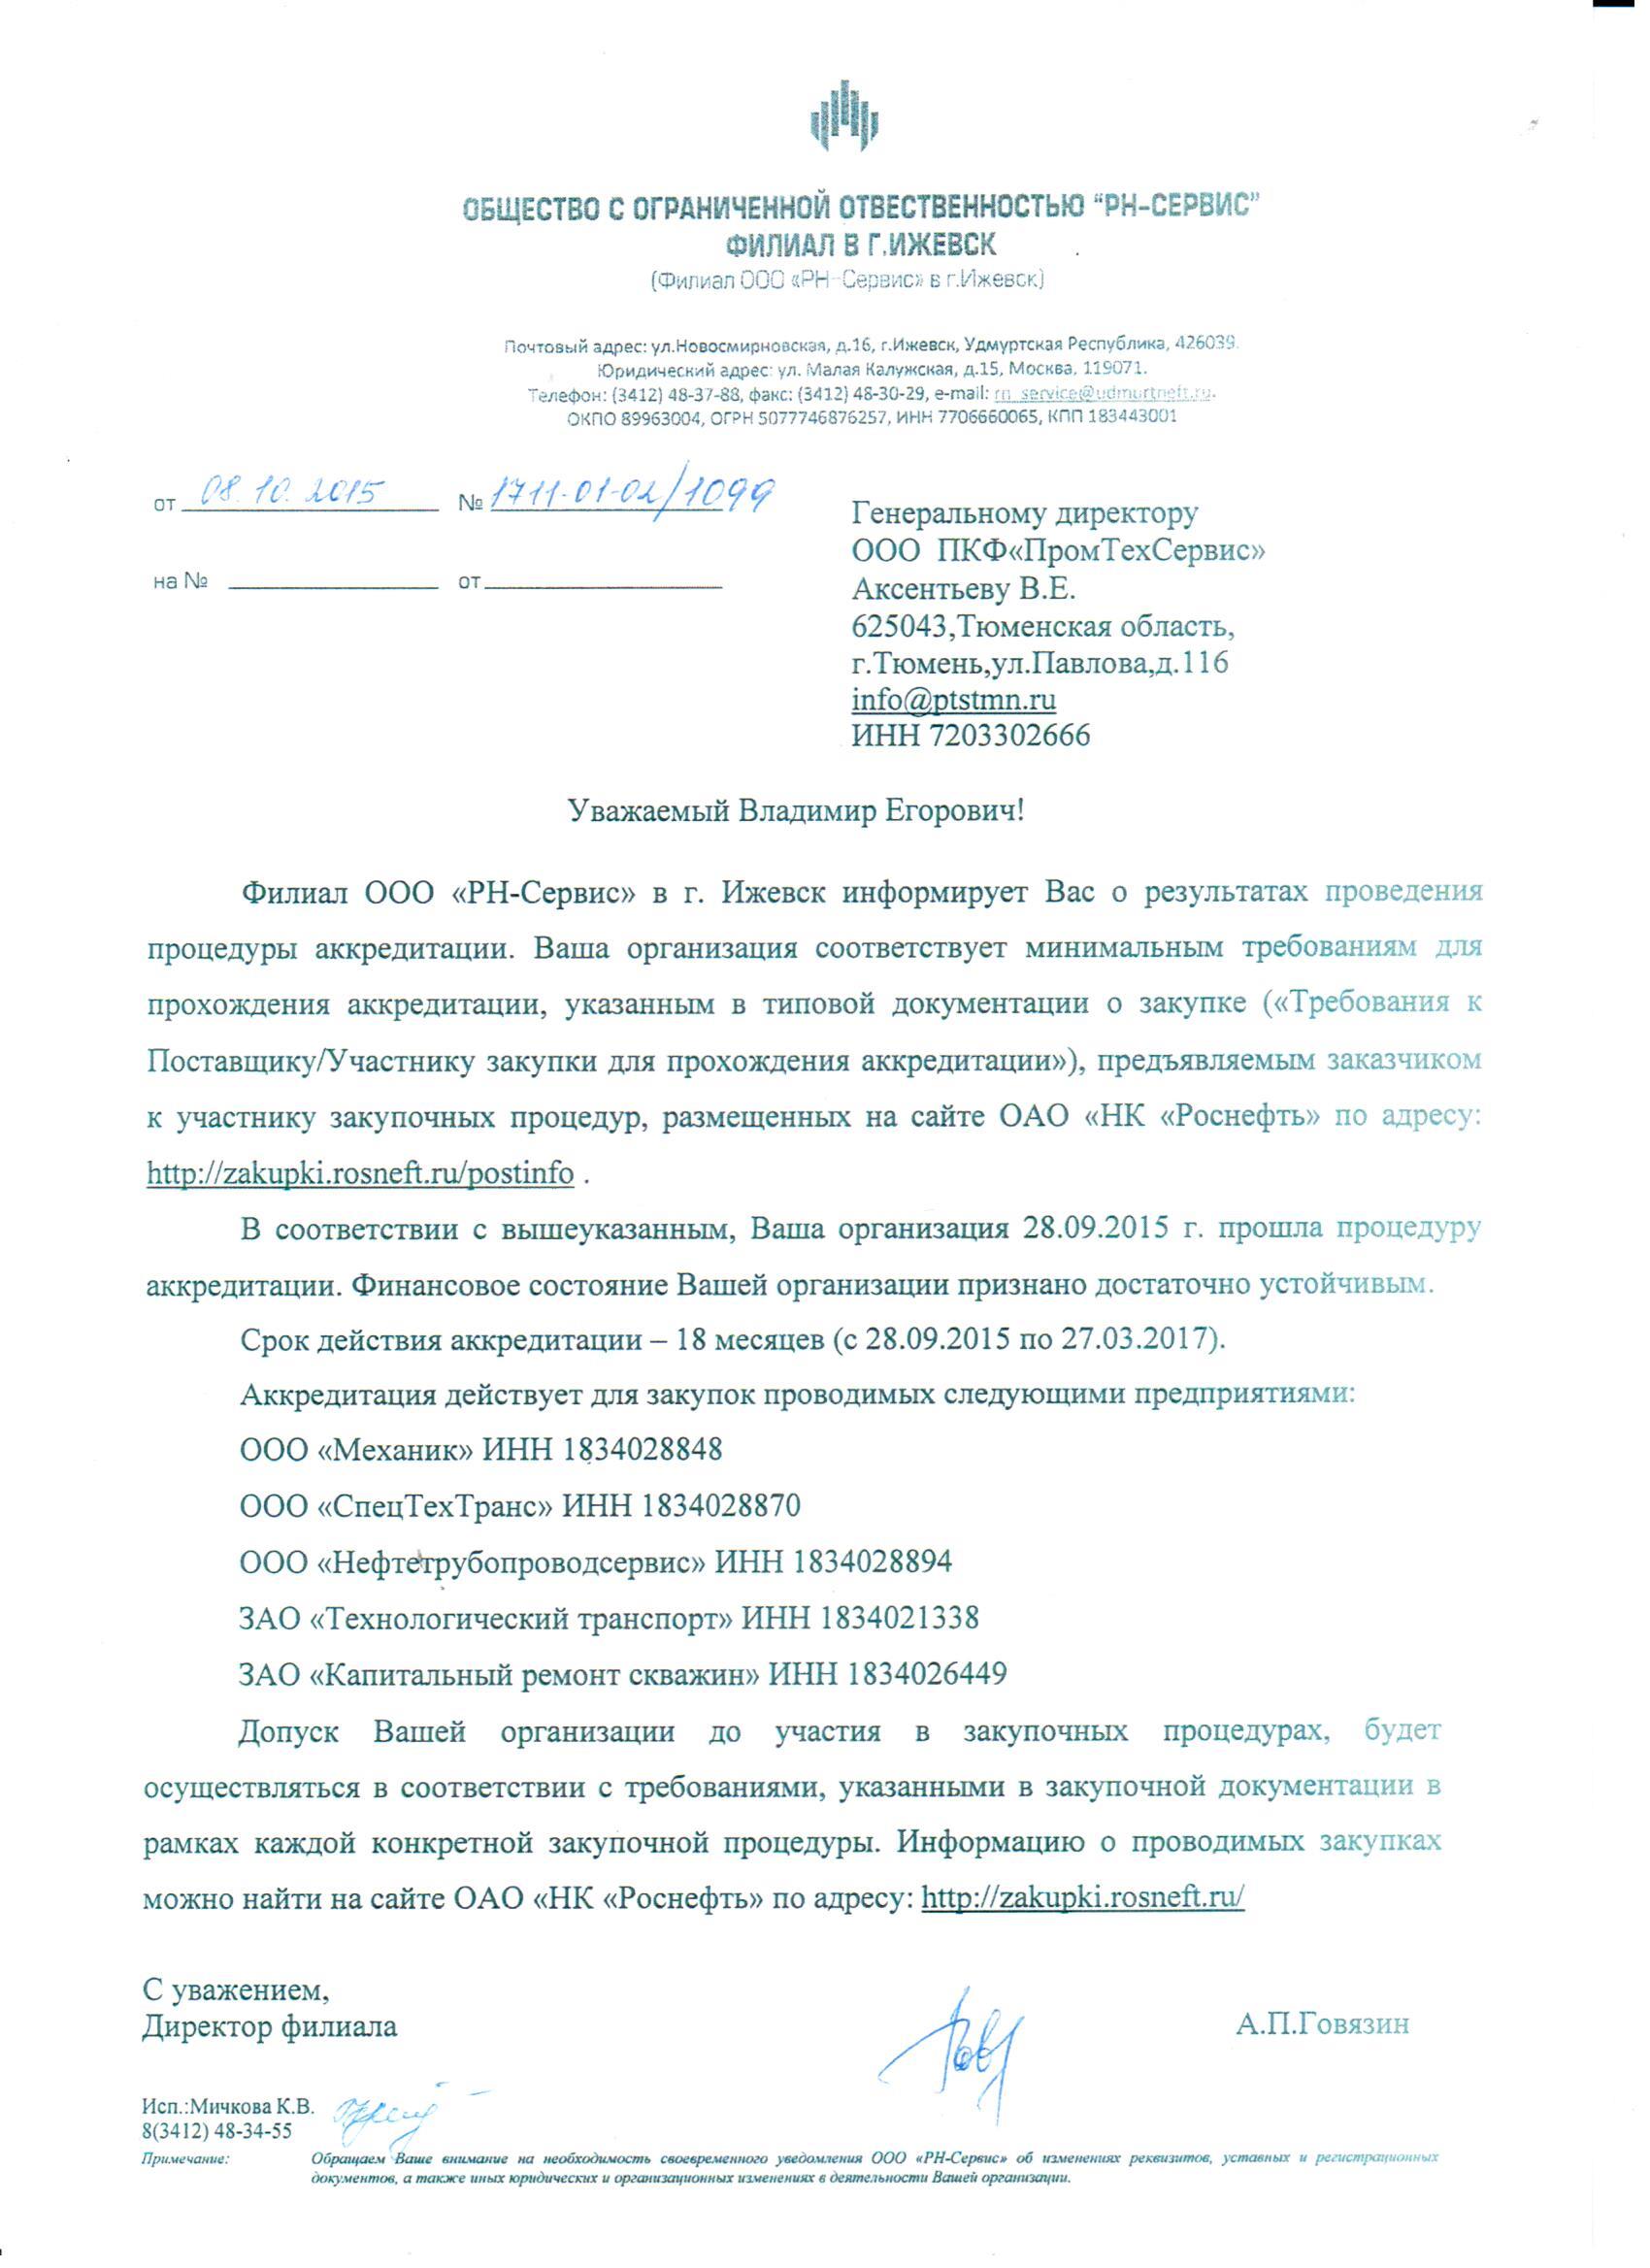 ОБЩЕСТВО С ОГРАНИЧЕННОЙ ОТВЕСТВЕННОСТЬЮ “РН-СЕРВИС”
ФИЛИАЛ В Г.ИЖЕВСК
(Филиал ООО «РН-Сервис» в г.Ижевск)
Почтовый адрес: ул.Новосмирновская, д.16, г.Ижевск, Удмуртская Республика, 426039.
Юридический адрес: ул. Малая Калужская, д.15, Москва, 119071.
Телефон: (3412) 48-37-88, факс: (3412) 48-30-29, e-mail: rn_service@udmurtneft.ru.
ОКПО 89963004, ОГРН 5077746876257, ИНН 7706660065, КПП 183443001
от 08.10.2015 № 1711-01-02/1099
на № от
Генеральному директору
ООО ПКФ«ПромТехСервис»
Аксентьеву В.Е.
625043,Тюменская область,
г.Тюмень,ул.Павлова,д.116
info@ptstmn.ru
ИНН 7203302666
Уважаемый Владимир Егорович!
Филиал ООО «РН-Сервис» в г. Ижевск информирует Вас о результатах проведения
процедуры аккредитации. Ваша организация соответствует минимальным требованиям для
прохождения аккредитации, указанным в типовой документации о закупке («Требования к
Поставщику/Участнику закупки для прохождения аккредитации»), предъявляемым заказчиком
к участнику закупочных процедур, размещенных на сайте ОАО «НК «Роснефть» по адресу:
http://zakupki.rosneft.ru/postinfo .
В соответствии с вышеуказанным, Ваша организация 28.09.2015 г. прошла процедуру
аккредитации. Финансовое состояние Вашей организации признано достаточно устойчивым.
Срок действия аккредитации – 18 месяцев (с 28.09.2015 по 27.03.2017).
Аккредитация действует для закупок проводимых следующими предприятиями:
ООО «Механик» ИНН 1834028848
ООО «СпецТехТранс» ИНН 1834028870
ООО «Нефтетрубопроводсервис» ИНН 1834028894
ЗАО «Технологический транспорт» ИНН 1834021338
ЗАО «Капитальный ремонт скважин» ИНН 1834026449
Допуск Вашей организации до участия в закупочных процедурах, будет
осуществляться в соответствии с требованиями, указанными в закупочной документации в
рамках каждой конкретной закупочной процедуры. Информацию о проводимых закупках
можно найти на сайте ОАО «НК «Роснефть» по адресу: http://zakupki.rosneft.ru/
С уважением,
Директор филиала А.П.Говязин
Исп.:Мичкова К.В.
8(3412) 48-34-55
Примечание: Обращаем Ваше внимание на необходимость своевременного уведомления ООО «РН-Сервис» об изменениях реквизитов, уставных и регистрационных
документов, а также иных юридических и организационных изменениях в деятельности Вашей организации.